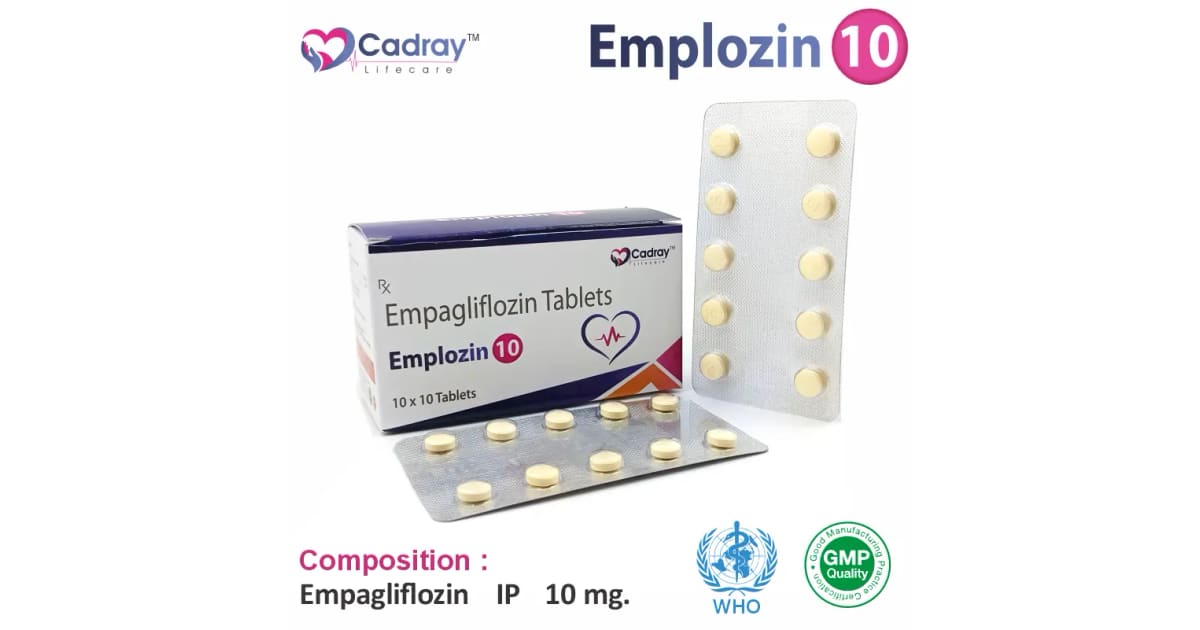 Cadray™
Lifecare
Emplozin 10
Cadray™
Lifecare
Rx
Empagliflozin Tablets
Emplozin 10
10 x 10 Tablets
Composition :
Empagliflozin IP 10 mg.
WHO
Good Manufacturing Practice Certification
GMP
Quality